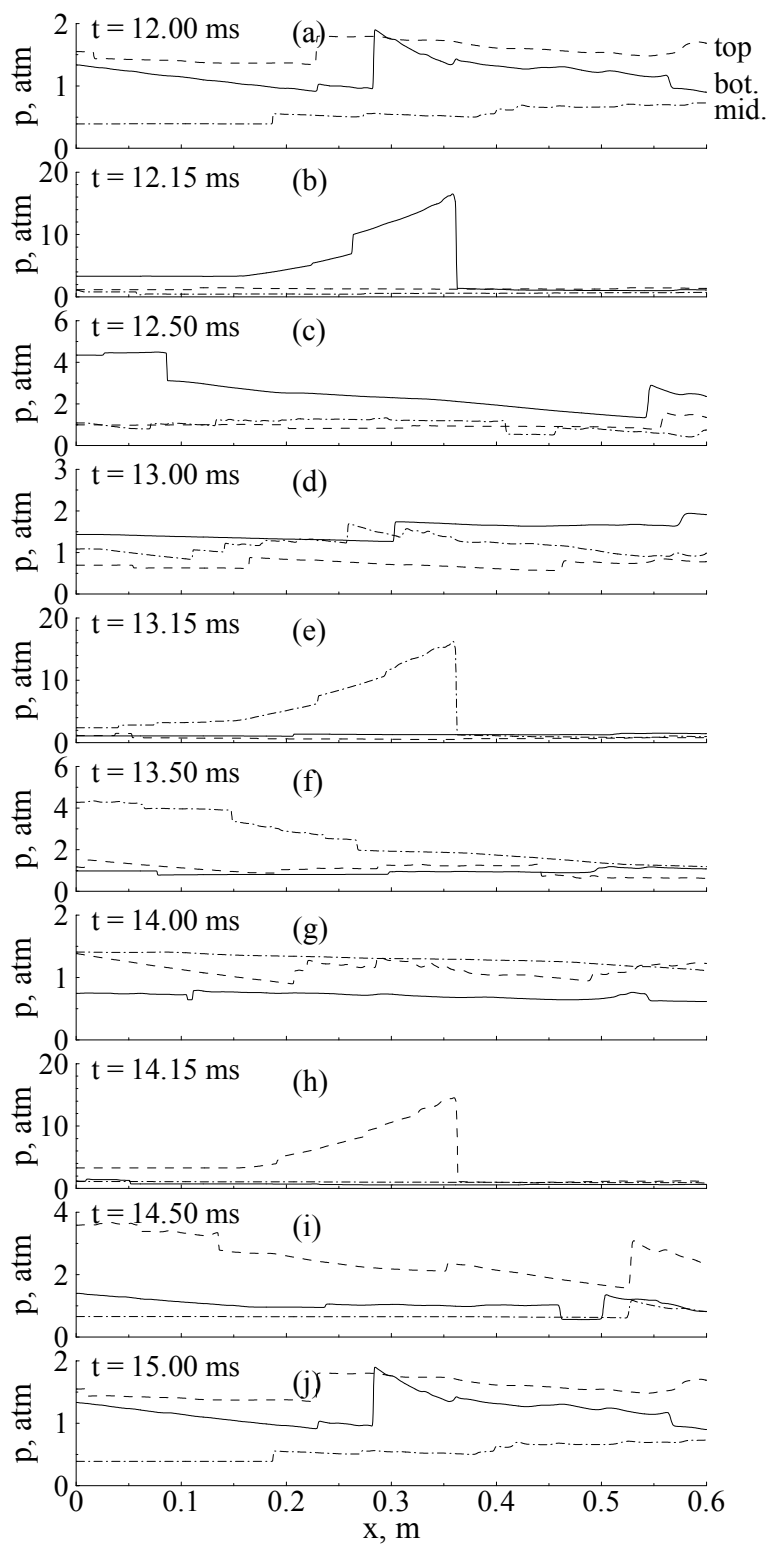 2 t = 12.00 ms (a)
top
p, atm 1 bot.
mid.
0
20 t = 12.15 ms (b)
p, atm 10
0
6 t = 12.50 ms (c)
4
p, atm
2
0
3 t = 13.00 ms (d)
2
p, atm
1
0
20 t = 13.15 ms (e)
p, atm 10
0
6 t = 13.50 ms (f)
4
p, atm
2
0
2 t = 14.00 ms (g)
p, atm 1
0
20 t = 14.15 ms (h)
p, atm 10
0
4 t = 14.50 ms (i)
p, atm 2
0
2 t = 15.00 ms (j)
p, atm 1
0
0 0.1 0.2 0.3 0.4 0.5 0.6
x, m